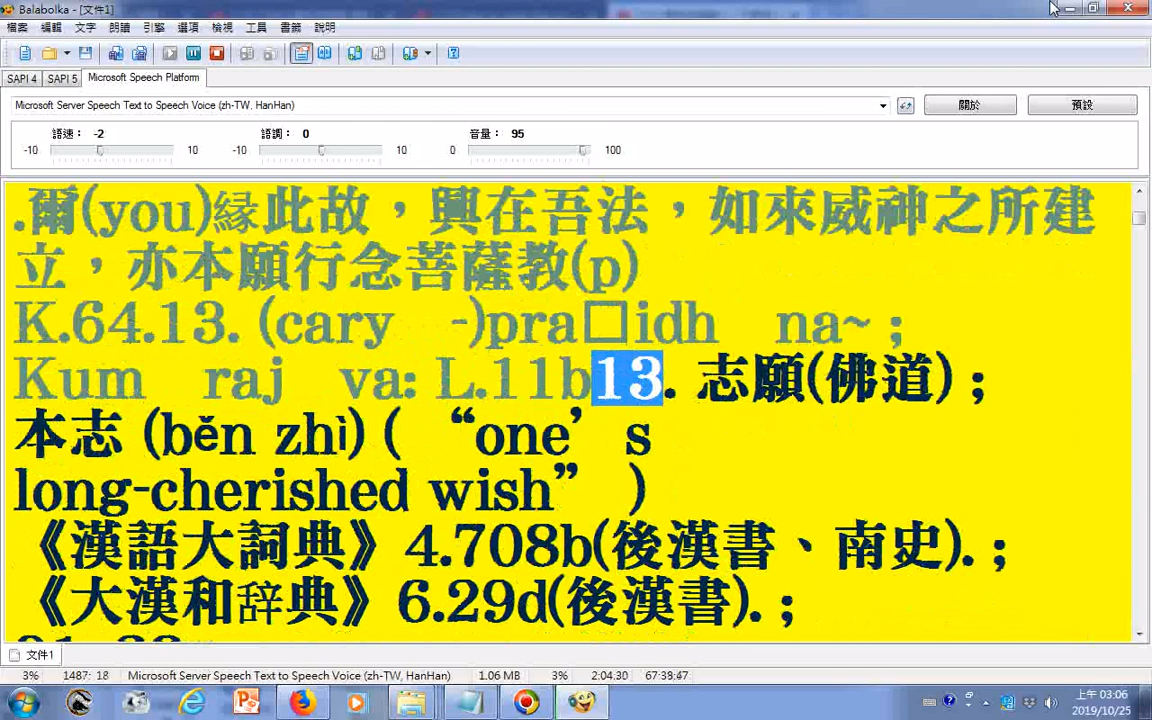 Balabolka - [文件1]
檔案 編輯 文字 朗讀 引擎 選項 檢視 工具 書籤 說明
SAPI 4 SAPI 5 Microsoft Speech Platform
Microsoft Server Speech Text to Speech Voice (zh-TW, HanHan) 關於 預設
語速： -2 語調： 0 音量： 95
-10 10 -10 10 0 100
.爾(you)緣此故，興在吾法，如來威神之所建
立，亦本願行念菩薩教(p)
K.64.13. (cary -)pra□idh na~ ;
Kum raj va: L.11b13. 志願(佛道) ;
本志 (běn zhì) ( “one’ s
long-cherished wish” )
《漢語大詞典》 4.708b(後漢書、南史). ;
《大漢和辞典》 6.29d(後漢書). ;
文件1
3% 1487: 18 Microsoft Server Speech Text to Speech Voice (zh-TW, HanHan) 1.06 MB 3% 2:04:30 67:39:47
上午 03:06
2019/10/25